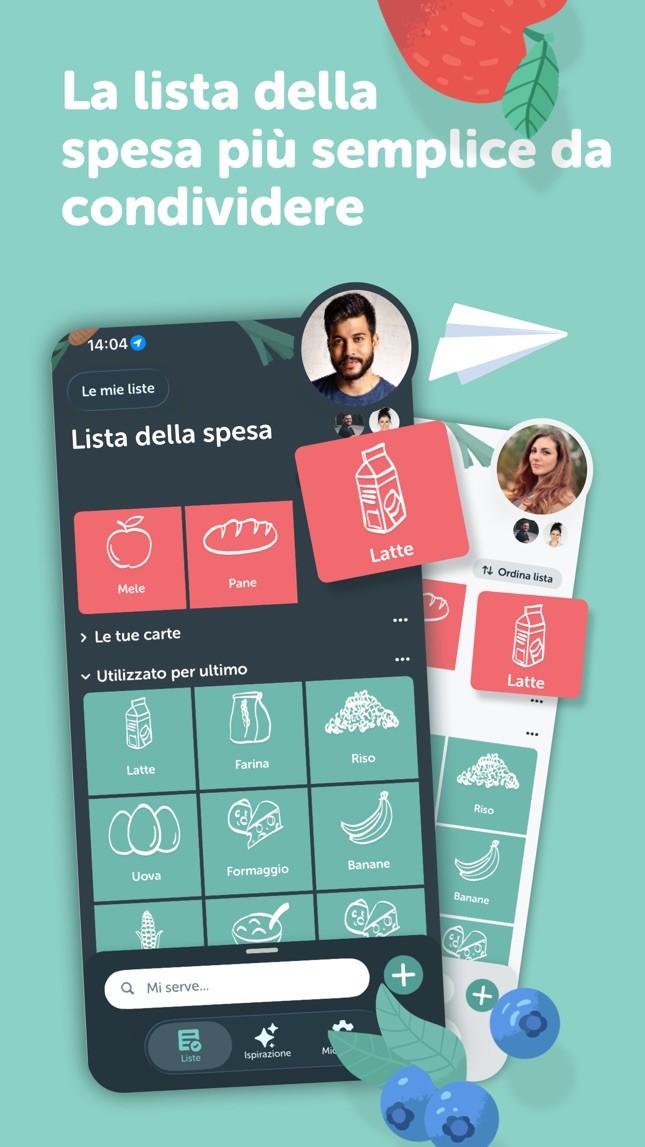 La lista della
spesa più semplice da
condividere
14:04
Le mie liste
Lista della spesa
Latte
Mele
Pane
Ordina lista
Latte
Le tue carte
...
Utilizzato per ultimo
...
Latte
Farina
Riso
Uova
Formaggio
Banane
Riso
Banane
Mi serve...
Liste
Ispirazione